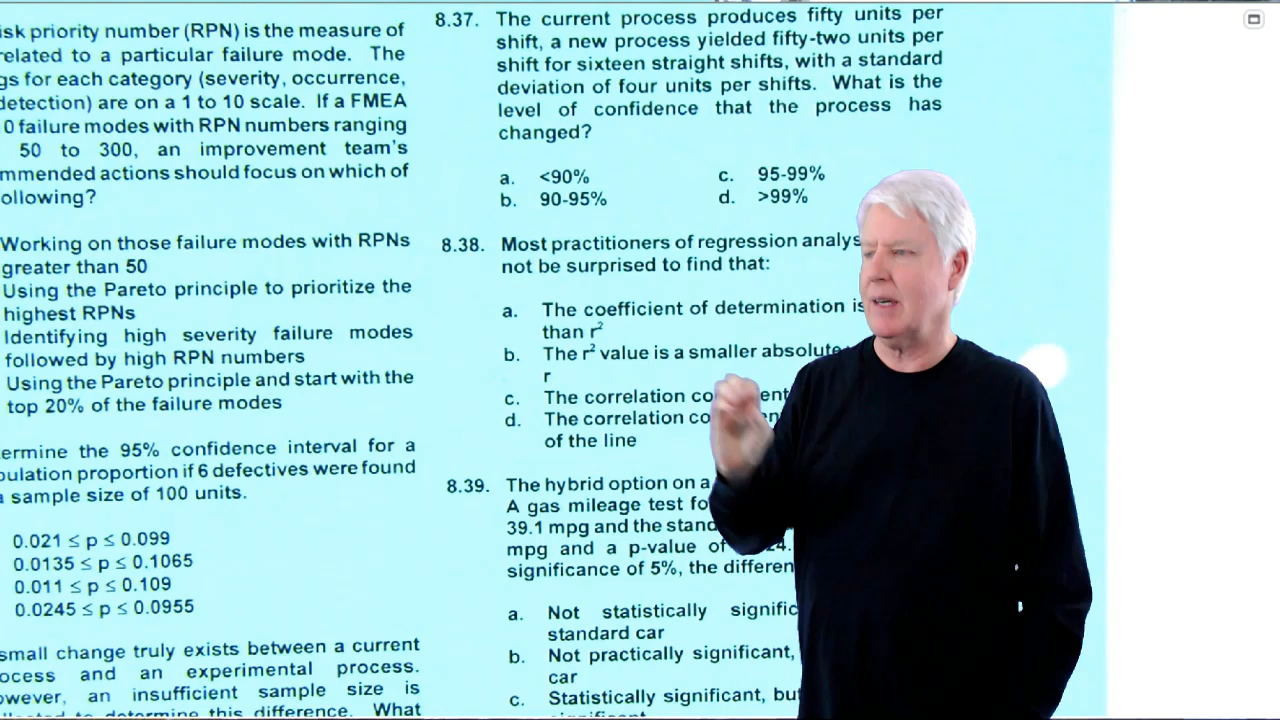 isk priority number (RPN) is the measure of
related to a particular failure mode. The
gs for each category (severity, occurrence,
detection) are on a 1 to 10 scale. If a FMEA
0 failure modes with RPN numbers ranging
50 to 300, an improvement team's
mmended actions should focus on which of
ollowing?
Working on those failure modes with RPNs
greater than 50
Using the Pareto principle to prioritize the
highest RPNs
Identifying high severity failure modes
followed by high RPN numbers
Using the Pareto principle and start with the
top 20% of the failure modes
ermine the 95% confidence interval for a
pulation proportion if 6 defectives were found
a sample size of 100 units.
0.021 ≤ p ≤ 0.099
0.0135 ≤ p ≤ 0.1065
0.011 ≤ p ≤ 0.109
0.0245 ≤ p ≤ 0.0955
small change truly exists between a current
ocess and an experimental process.
owever, an insufficient sample size is
to determine this difference. What
8.37. The current process produces fifty units per
shift, a new process yielded fifty-two units per
shift for sixteen straight shifts, with a standard
deviation of four units per shifts. What is the
level of confidence that the process has
changed?
a. <90%
b. 90-95%
c. 95-99%
d. >99%
8.38. Most practitioners of regression analys
not be surprised to find that:
a. The coefficient of determination is
than r²
b. The r² value is a smaller absolute
r
c. The correlation co ent
d. The correlation co en
of the line
8.39. The hybrid option on a
A gas mileage test fo
39.1 mpg and the stand
mpg and a p-value of 24.
significance of 5%, the differen
a. Not statistically signific
standard car
b. Not practically significant,
car
c. Statistically significant, but
significant